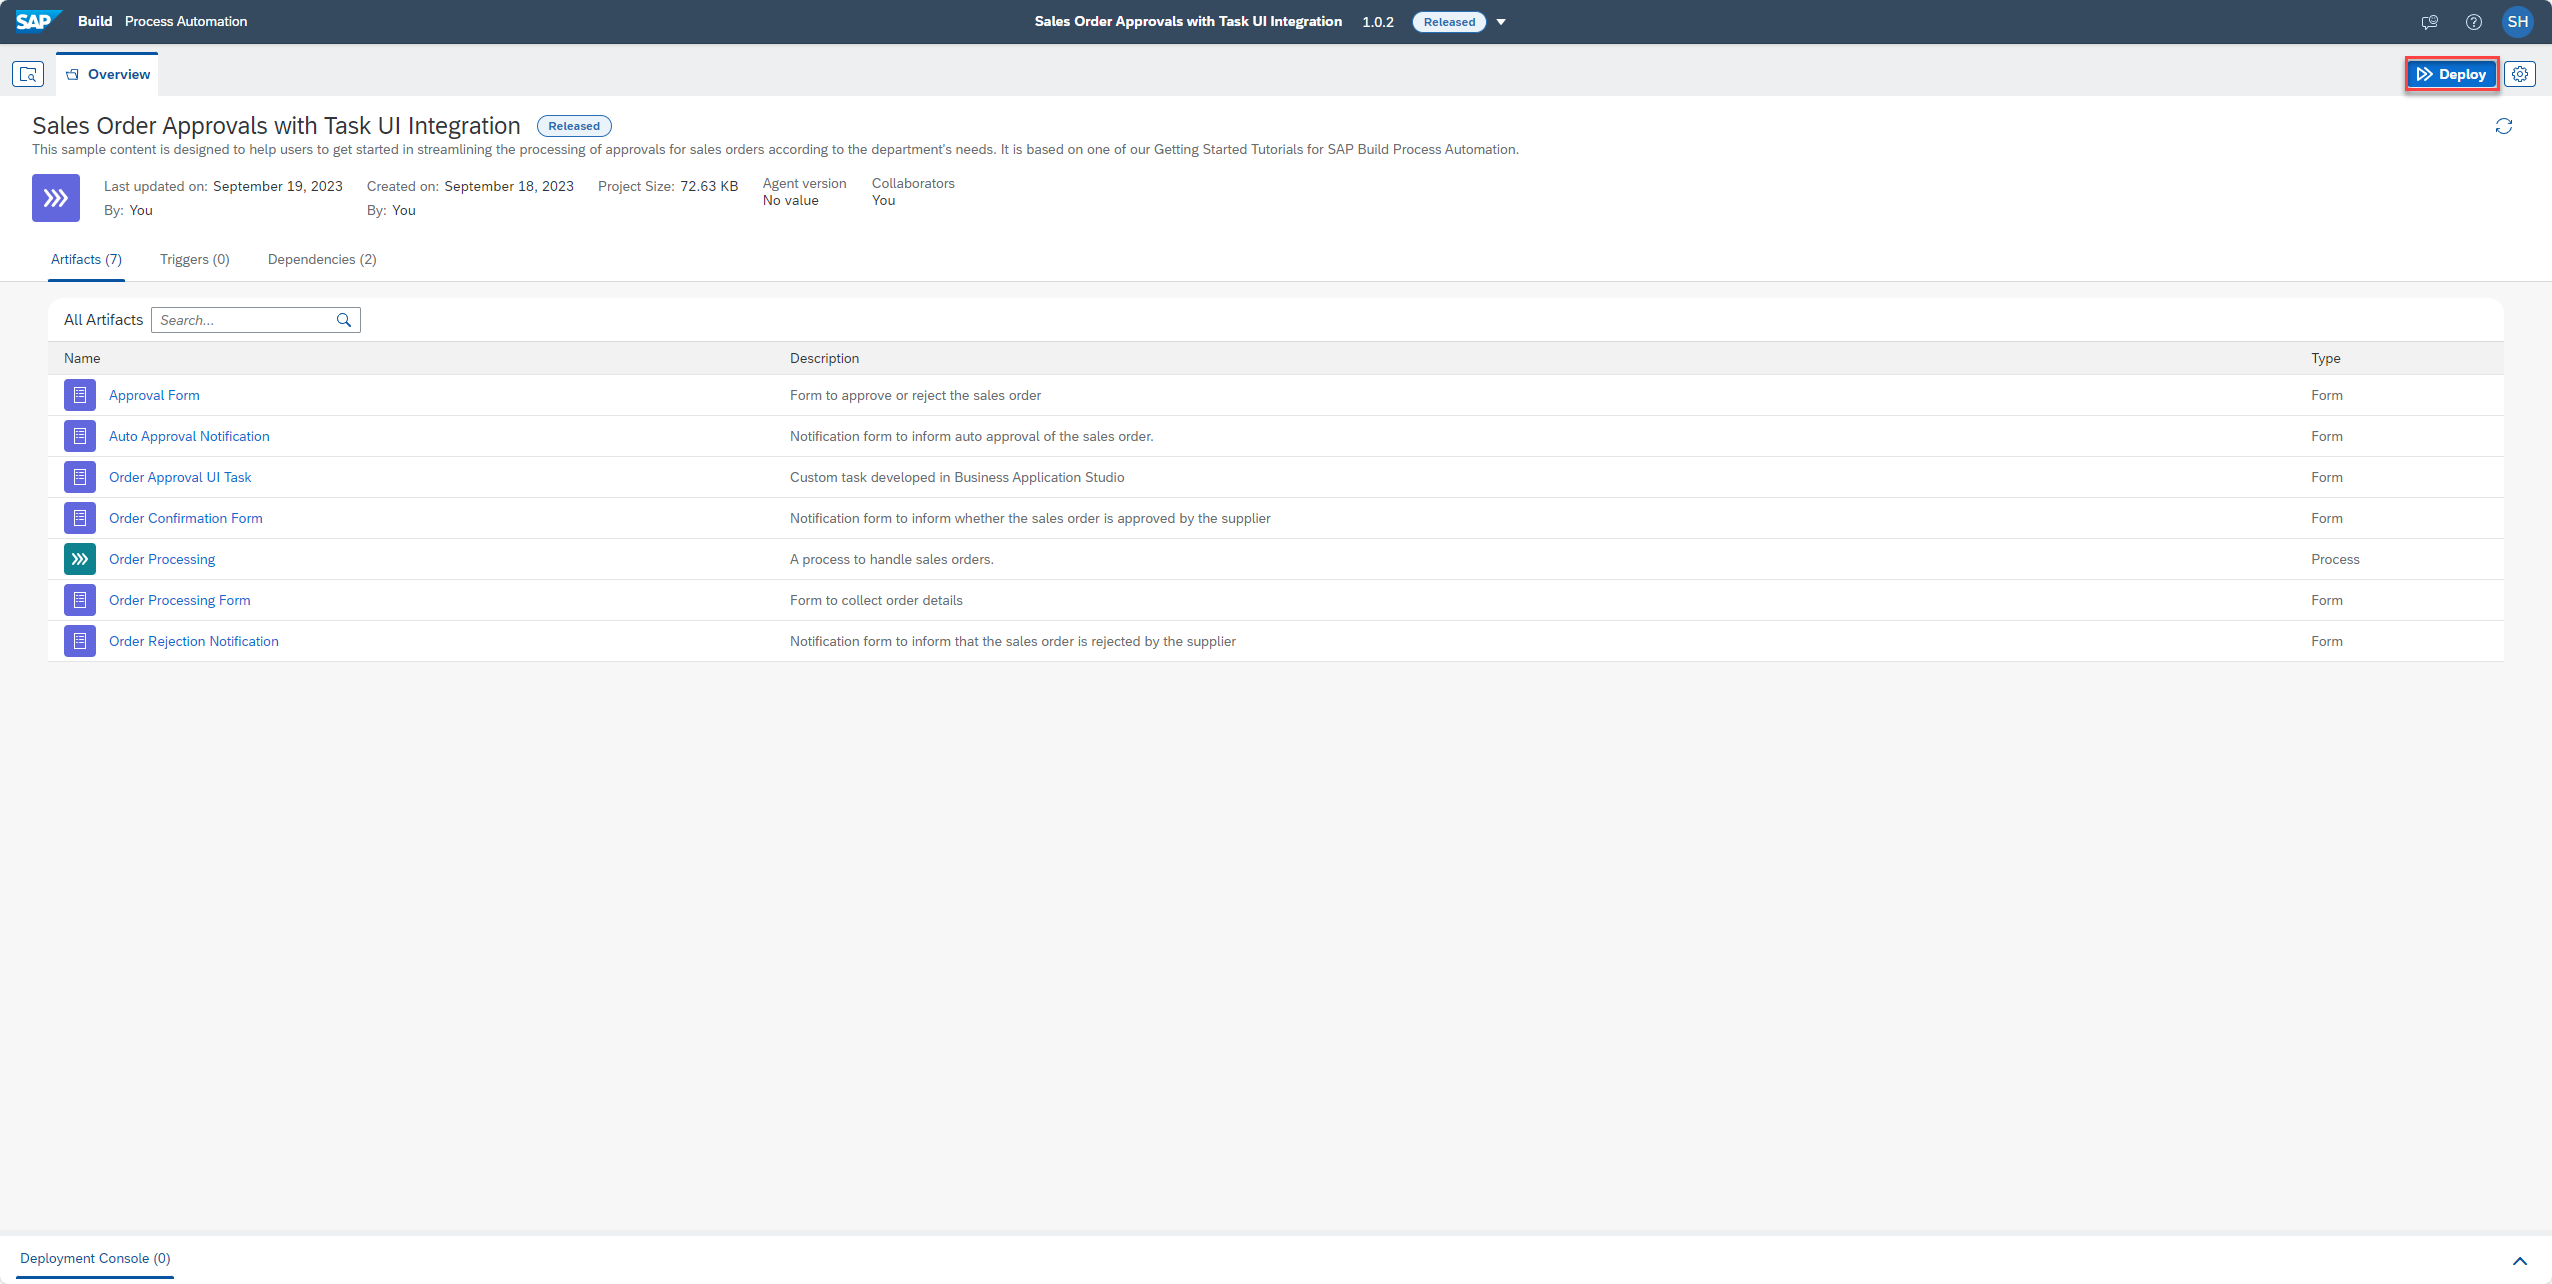 SAP Build Process Automation Sales Order Approvals with Task UI Integration 1.0.2 Released SH
Overview Deploy
Sales Order Approvals with Task UI Integration Released
This sample content is designed to help users to get started in streamlining the processing of approvals for sales orders according to the department's needs. It is based on one of our Getting Started Tutorials for SAP Build Process Automation.
Last updated on: September 19, 2023 Created on: September 18, 2023 Project Size: 72.63 KB Agent version Collaborators
No value You
By: You By: You
Artifacts (7) Triggers (0) Dependencies (2)
All Artifacts Search...
Name Description Type
Approval Form Form to approve or reject the sales order Form
Auto Approval Notification Notification form to inform auto approval of the sales order. Form
Order Approval UI Task Custom task developed in Business Application Studio Form
Order Confirmation Form Notification form to inform whether the sales order is approved by the supplier Form
Order Processing A process to handle sales orders. Process
Order Processing Form Form to collect order details Form
Order Rejection Notification Notification form to inform that the sales order is rejected by the supplier Form
Deployment Console (0)